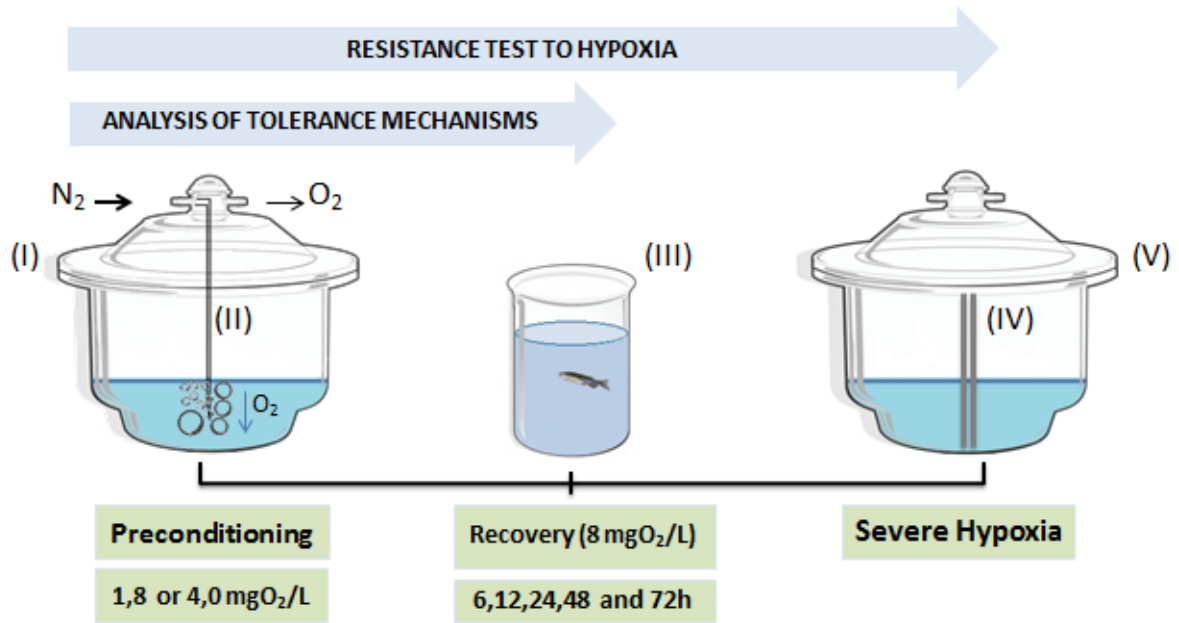 RESISTANCE TEST TO HYPOXIA
ANALYSIS OF TOLERANCE MECHANISMS
N₂
O₂
(I)
(II)
O₂
(III)
(IV)
(V)
Preconditioning
1,8 or 4,0 mgO₂/L
Recovery (8 mgO₂/L)
6,12,24,48 and 72h
Severe Hypoxia